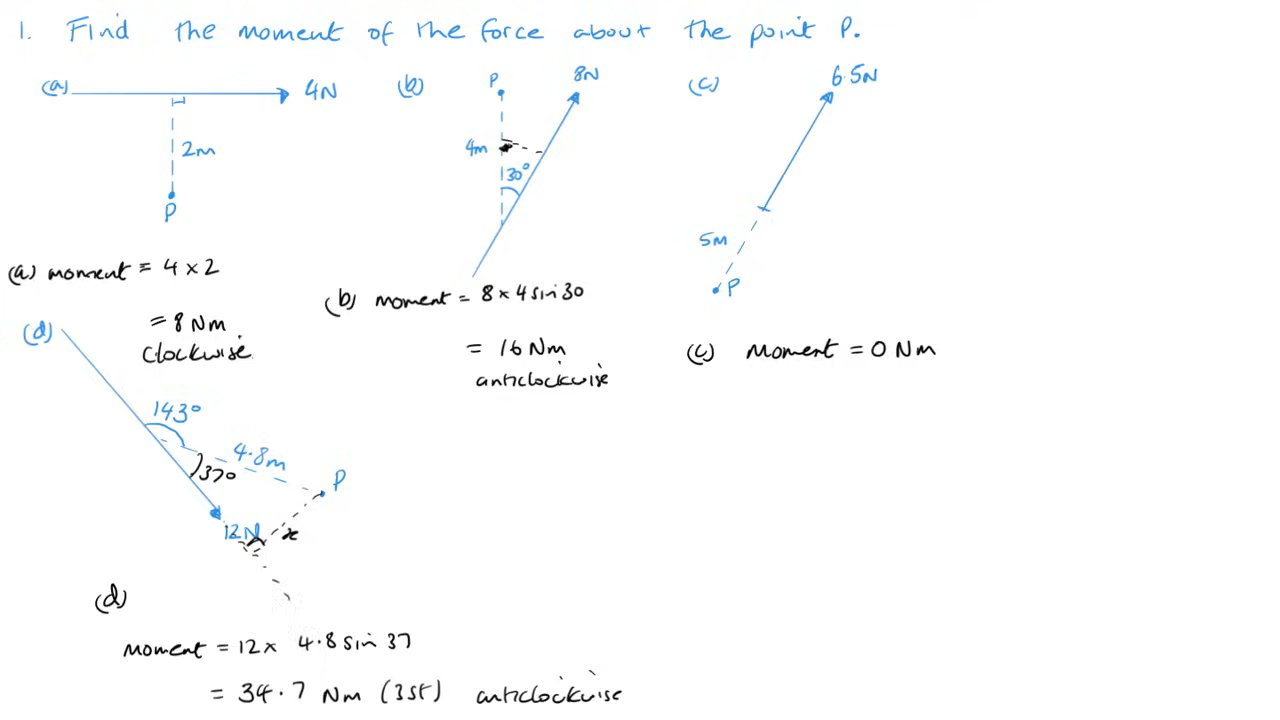 1. Find the moment of the force about the point P.
(a) 4N
2m
P
(b) P 8N
4m
30°
(c) 6.5N
5m
P
(a) moment = 4 × 2
= 8 Nm
clockwise
(b) moment = 8 × 4 sin 30
= 16 Nm
anticlockwise
(c) Moment = 0 Nm
(d)
143°
4.8m
37°
P
12N
x
(d)
moment = 12 × 4.8 sin 37
= 34.7 Nm (3sf) anticlockwise